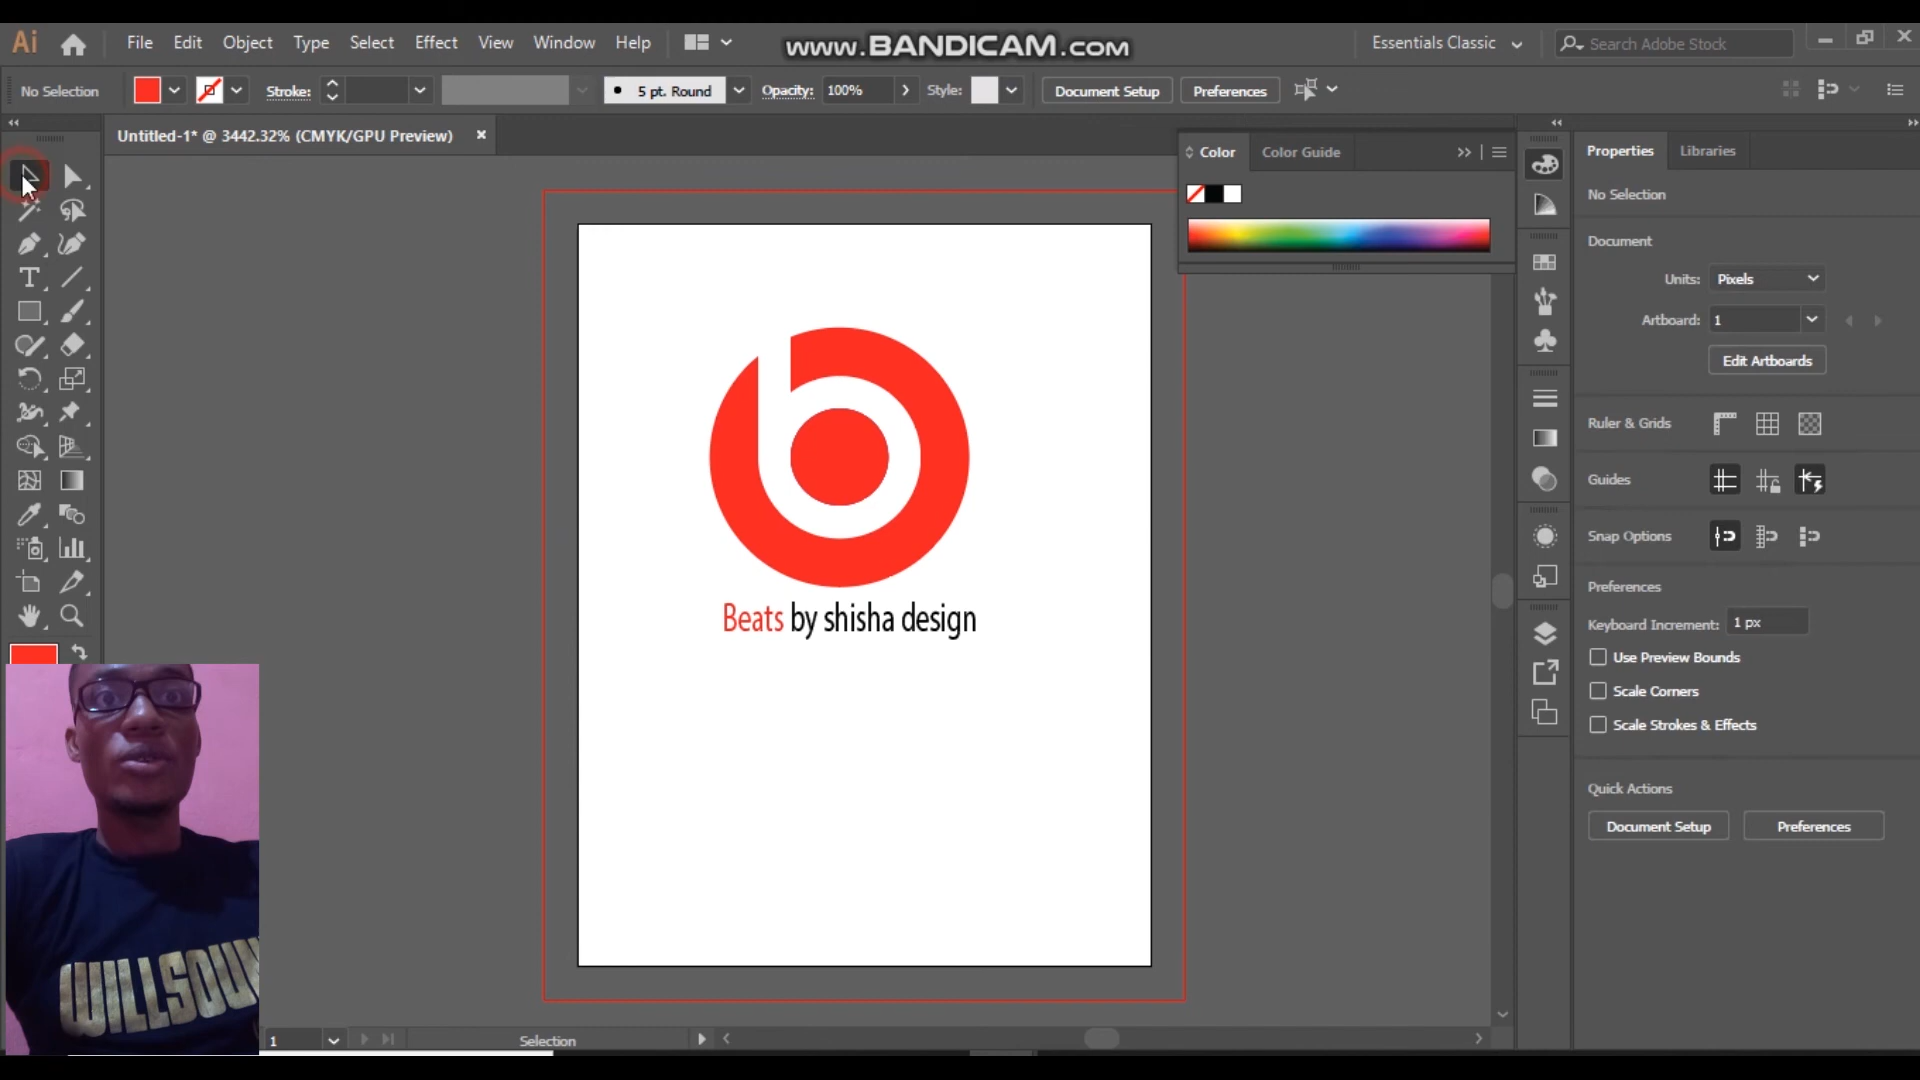 Ai File Edit Object Type Select Effect View Window Help www.BANDICAM.com Essentials Classic Search Adobe Stock
No Selection Stroke: 5 pt. Round Opacity: 100% Style: Document Setup Preferences
Untitled-1* @ 3442.32% (CMYK/GPU Preview)
Color Color Guide
Properties Libraries
No Selection
Document
Units: Pixels
Artboard: 1
Edit Artboards
Ruler & Grids
Guides
Snap Options
Preferences
Keyboard Increment: 1 px
Use Preview Bounds
Scale Corners
Scale Strokes & Effects
Quick Actions
Document Setup Preferences
b
Beats by shisha design
WILLSOU
1 Selection